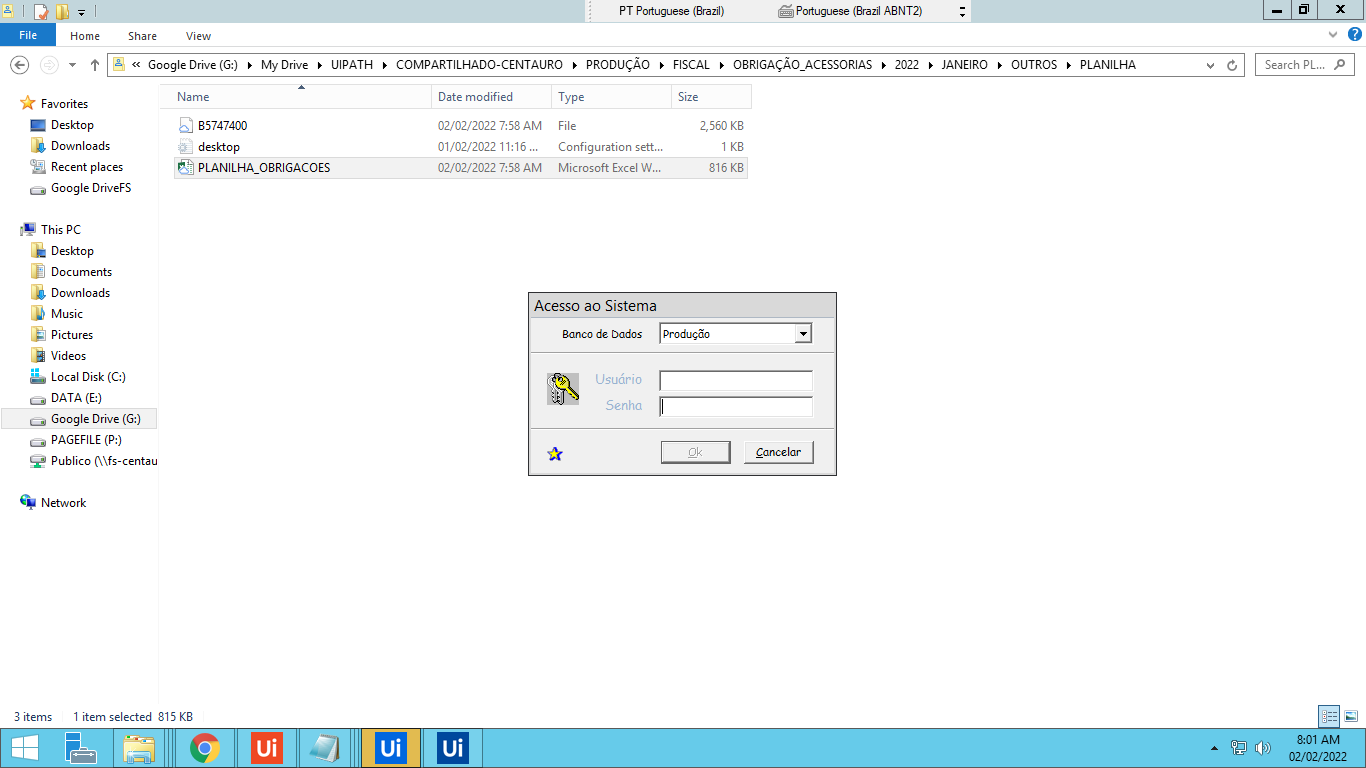 PT Portuguese (Brazil) Portuguese (Brazil ABNT2)
File Home Share View
Google Drive (G:) My Drive UIPATH COMPARTILHADO-CENTAURO PRODUÇÃO FISCAL OBRIGAÇÃO_ACESSORIAS 2022 JANEIRO OUTROS PLANILHA Search PL...
Favorites
Desktop
Downloads
Recent places
Google DriveFS
This PC
Desktop
Documents
Downloads
Music
Pictures
Videos
Local Disk (C:)
DATA (E:)
Google Drive (G:)
PAGEFILE (P:)
Publico (\\fs-centau
Network
Name Date modified Type Size
B5747400 02/02/2022 7:58 AM File 2,560 KB
desktop 01/02/2022 11:16 ... Configuration sett... 1 KB
PLANILHA_OBRIGACOES 02/02/2022 7:58 AM Microsoft Excel W... 816 KB
Acesso ao Sistema
Banco de Dados Produção
Usuário
Senha
Ok Cancelar
3 items 1 item selected 815 KB
Ui Ui Ui
8:01 AM
02/02/2022